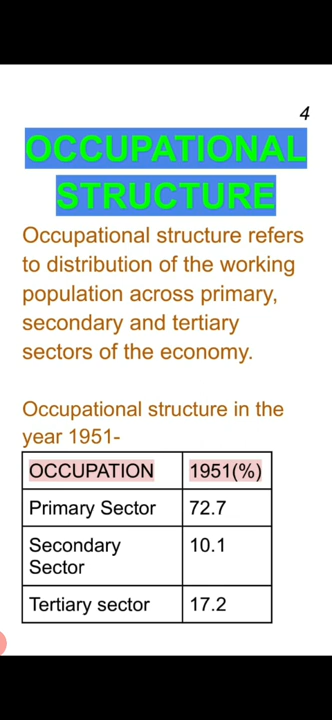 4
OCCUPATIONAL
STRUCTURE
Occupational structure refers
to distribution of the working
population across primary,
secondary and tertiary
sectors of the economy.
Occupational structure in the
year 1951-
OCCUPATION 1951(%)
Primary Sector 72.7
Secondary 10.1
Sector
Tertiary sector 17.2